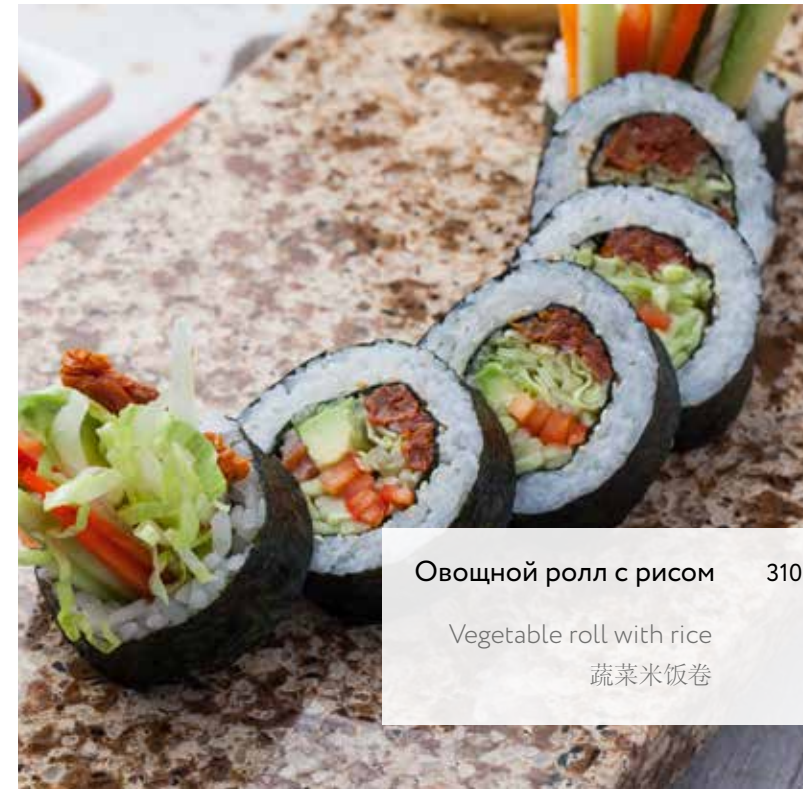 Овощной ролл с рисом 310
Vegetable roll with rice
蔬菜米饭卷